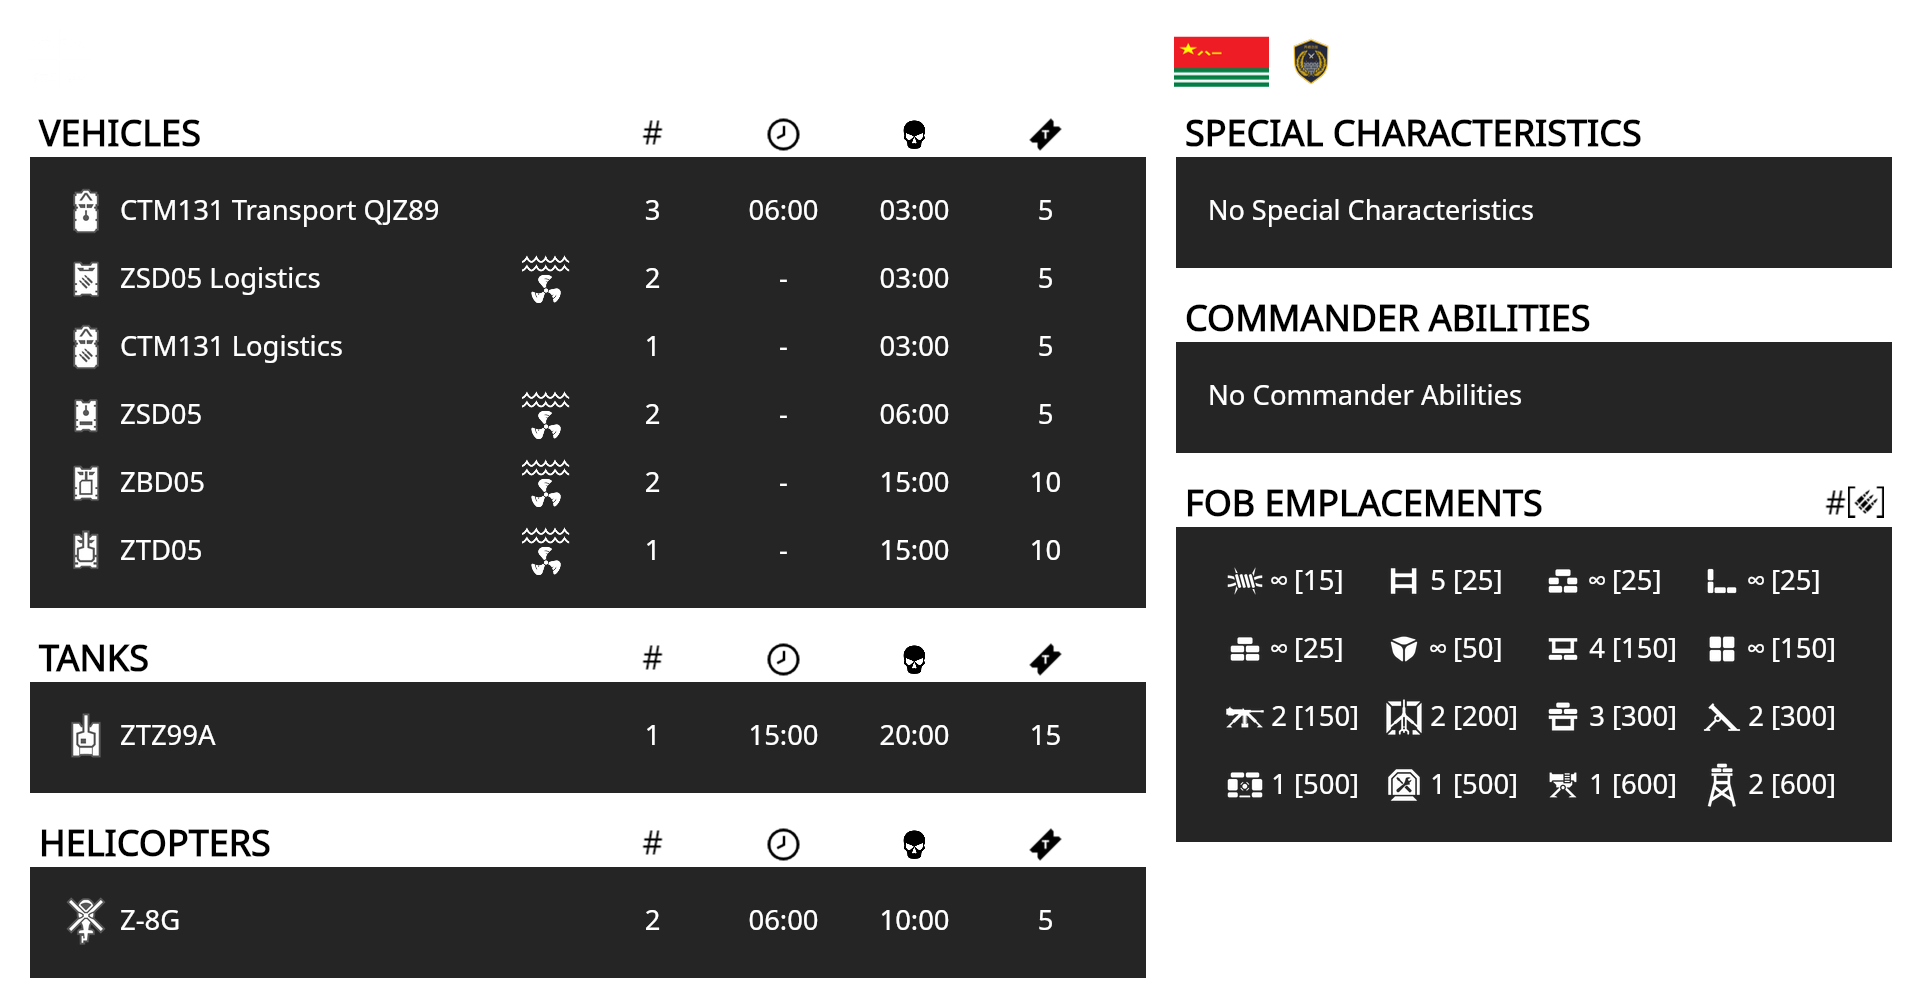 VEHICLES #
CTM131 Transport QJZ89 3 06:00 03:00 5
ZSD05 Logistics 2 - 03:00 5
CTM131 Logistics 1 - 03:00 5
ZSD05 2 - 06:00 5
ZBD05 2 - 15:00 10
ZTD05 1 - 15:00 10
TANKS #
ZTZ99A 1 15:00 20:00 15
HELICOPTERS #
Z-8G 2 06:00 10:00 5
SPECIAL CHARACTERISTICS
No Special Characteristics
COMMANDER ABILITIES
No Commander Abilities
FOB EMPLACEMENTS #[ ]
∞ [15] 5 [25] ∞ [25] ∞ [25]
∞ [25] ∞ [50] 4 [150] ∞ [150]
2 [150] 2 [200] 3 [300] 2 [300]
1 [500] 1 [500] 1 [600] 2 [600]